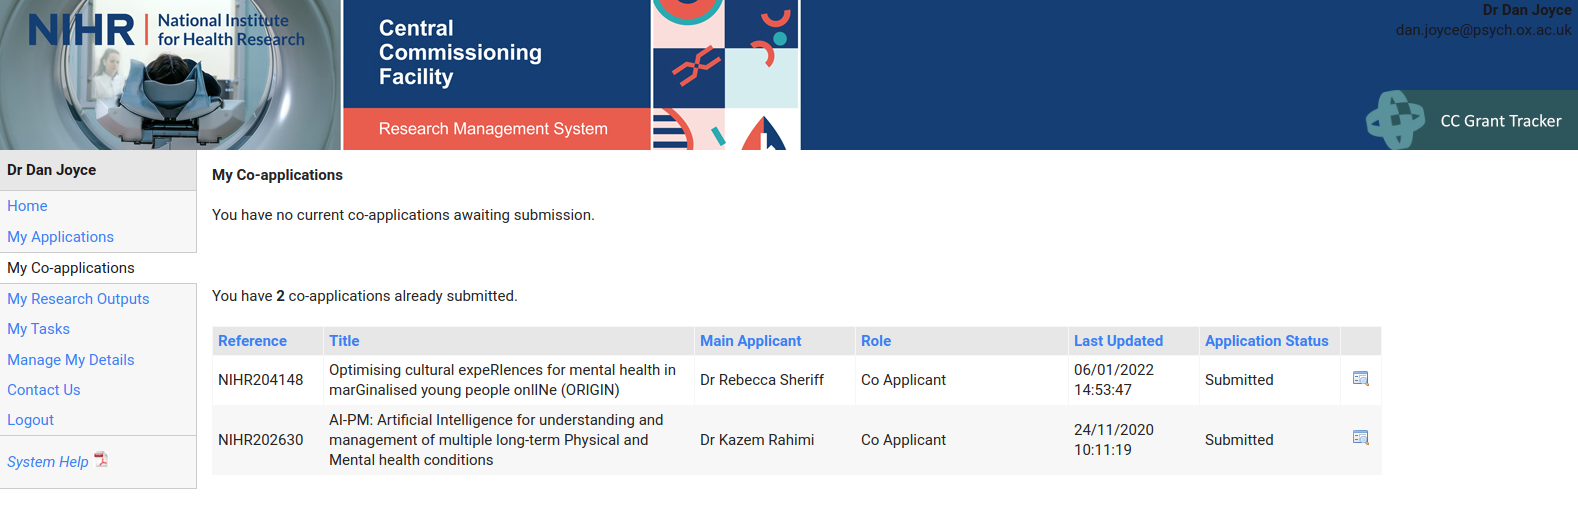 NIHR | National Institute
for Health Research
Central
Commissioning
Facility
Research Management System
Dr Dan Joyce
dan.joyce@psych.ox.ac.uk
CC Grant Tracker
Dr Dan Joyce
Home
My Applications
My Co-applications
My Research Outputs
My Tasks
Manage My Details
Contact Us
Logout
System Help
My Co-applications
You have no current co-applications awaiting submission.
You have 2 co-applications already submitted.
Reference Title Main Applicant Role Last Updated Application Status
NIHR204148 Optimising cultural expeRIences for mental health in marGinalised young people onlINe (ORIGIN) Dr Rebecca Sheriff Co Applicant 06/01/2022 14:53:47 Submitted
NIHR202630 AI-PM: Artificial Intelligence for understanding and management of multiple long-term Physical and Mental health conditions Dr Kazem Rahimi Co Applicant 24/11/2020 10:11:19 Submitted